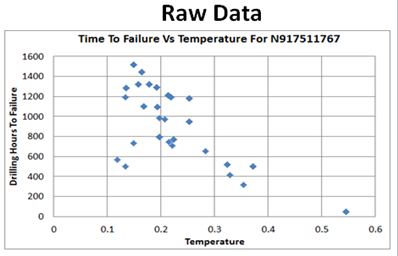 Raw Data
Time To Failure Vs Temperature For N917511767
1600
1400
1200
1000
800
600
400
200
0
Drilling Hours To Failure
0 0.1 0.2 0.3 0.4 0.5 0.6
Temperature